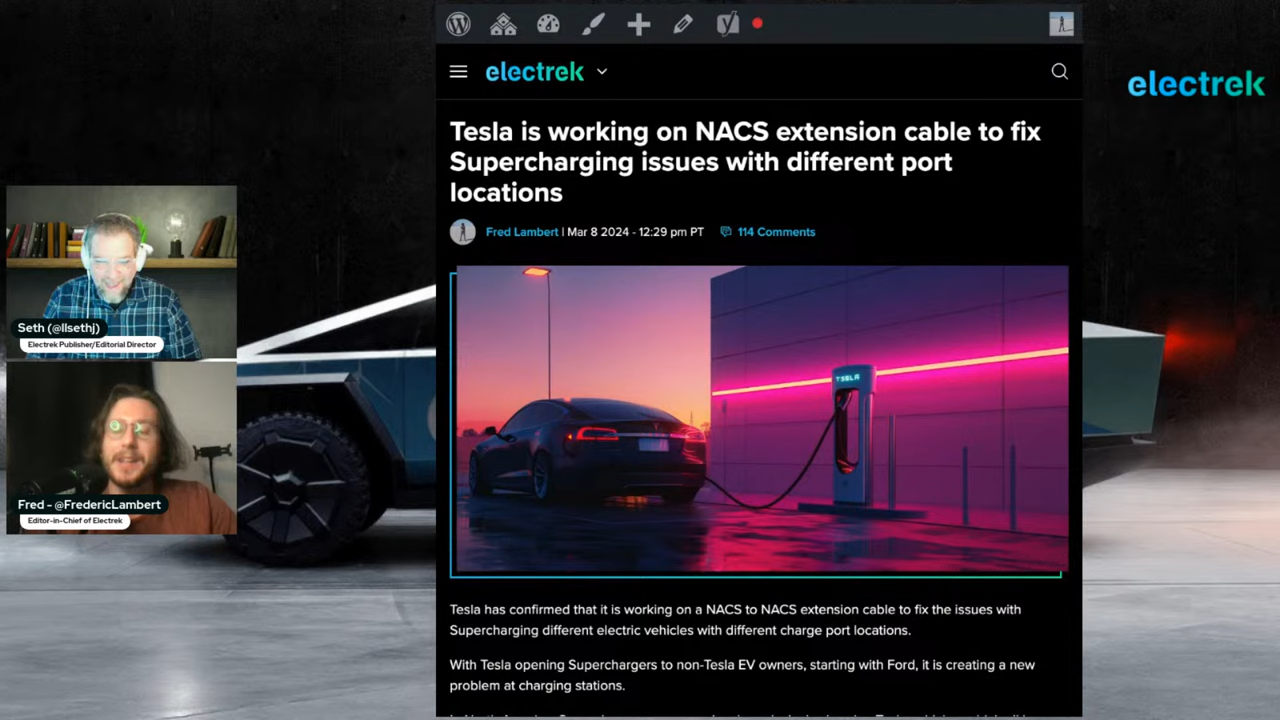 electrek
electrek
Tesla is working on NACS extension cable to fix
Supercharging issues with different port
locations
Fred Lambert | Mar 8 2024 - 12:29 pm PT
114 Comments
TSBLA
Seth (@llsethj)
Electrek Publisher/Editorial Director
Fred - @FredericLambert
Editor-in-Chief of Electrek
Tesla has confirmed that it is working on a NACS to NACS extension cable to fix the issues with
Supercharging different electric vehicles with different charge port locations.
With Tesla opening Superchargers to non-Tesla EV owners, starting with Ford, it is creating a new
problem at charging stations.